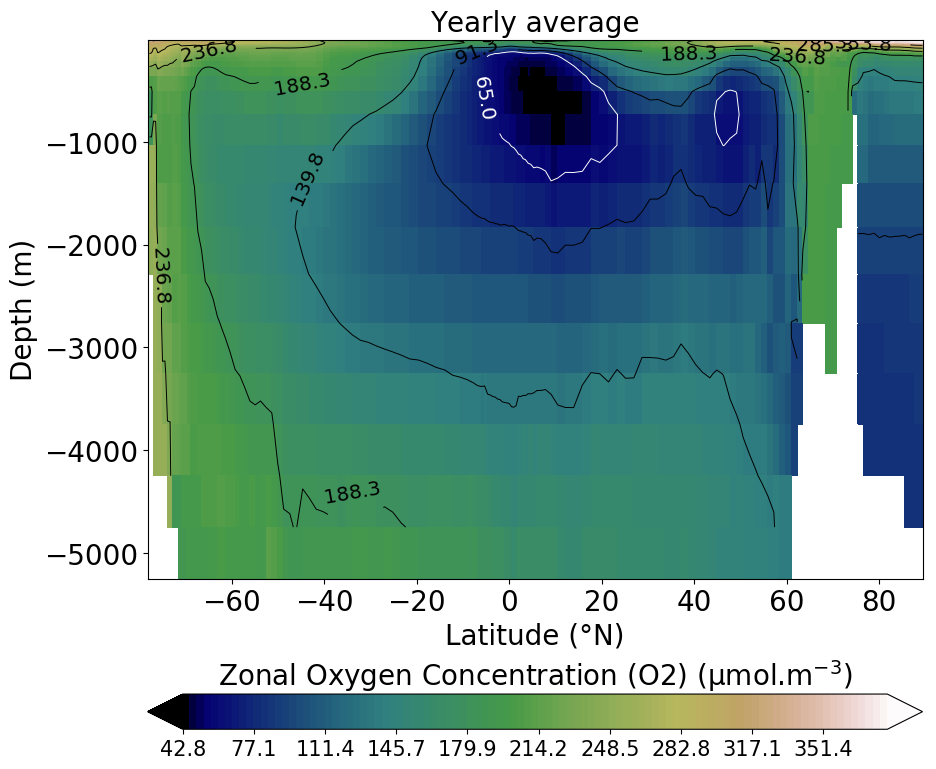 Yearly average
236.8
91.3
188.3
285.3
236.8
188.3
65.0
139.8
236.8
188.3
−1000
−2000
−3000
−4000
−5000
Depth (m)
−60 −40 −20 0 20 40 60 80
Latitude (°N)
Zonal Oxygen Concentration (O2) (μmol.m⁻³)
42.8 77.1 111.4 145.7 179.9 214.2 248.5 282.8 317.1 351.4